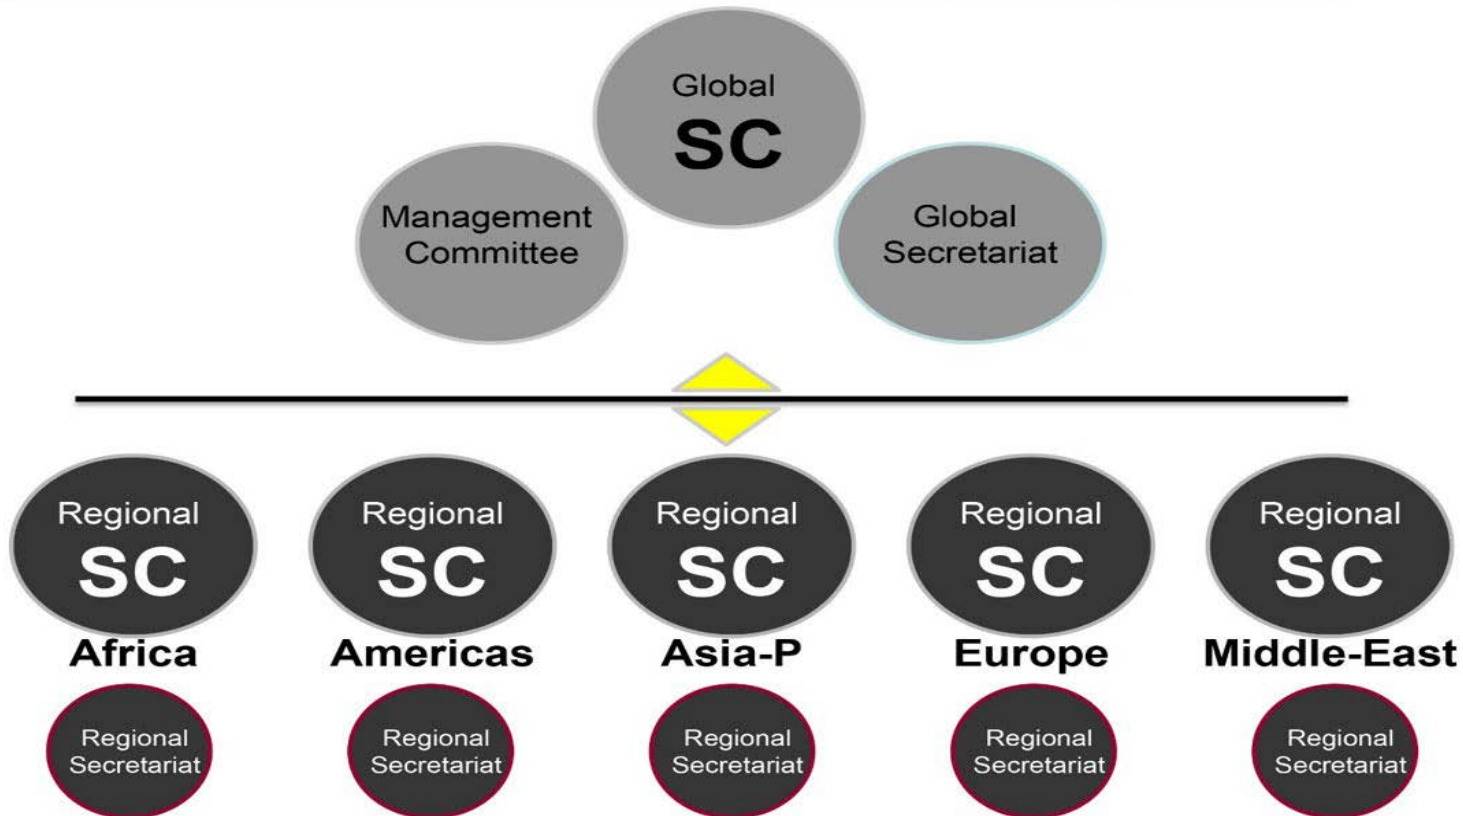 Global
SC
Management
Committee
Global
Secretariat
Regional
SC
Africa
Regional
SC
Americas
Regional
SC
Asia-P
Regional
SC
Europe
Regional
SC
Middle-East
Regional
Secretariat
Regional
Secretariat
Regional
Secretariat
Regional
Secretariat
Regional
Secretariat